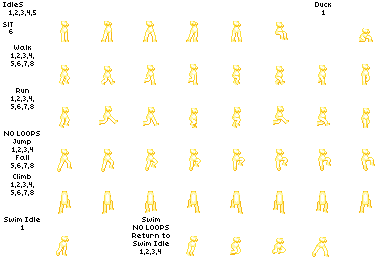 IdleS
1,2,3,4,5
Duck
1
SIT
6
Walk
1,2,3,4,
5,6,7,8
Run
1,2,3,4,
5,6,7,8
NO LOOPS
Jump
1,2,3,4
Fall
5,6,7,8
Climb
1,2,3,4,
5,6,7,8
Swim Idle
1
Swim
NO LOOPS
Return to
Swim Idle
1,2,3,4